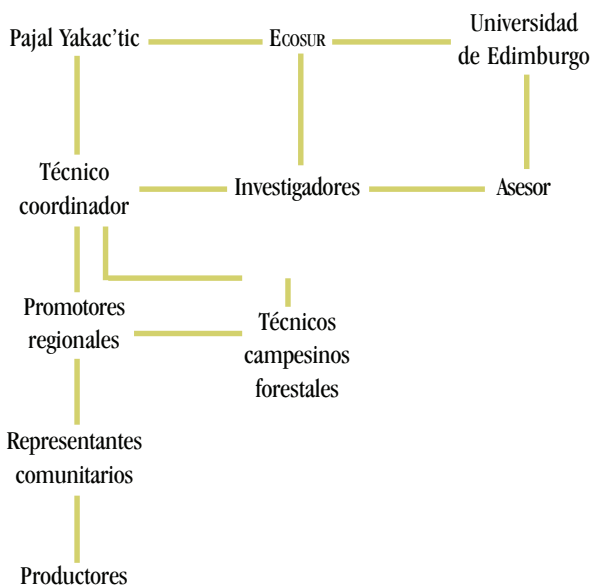 Pajal Yakac’tic
ECOSUR
Universidad
de Edimburgo
Técnico
coordinador
Investigadores
Asesor
Promotores
regionales
Técnicos
campesinos
forestales
Representantes
comunitarios
Productores